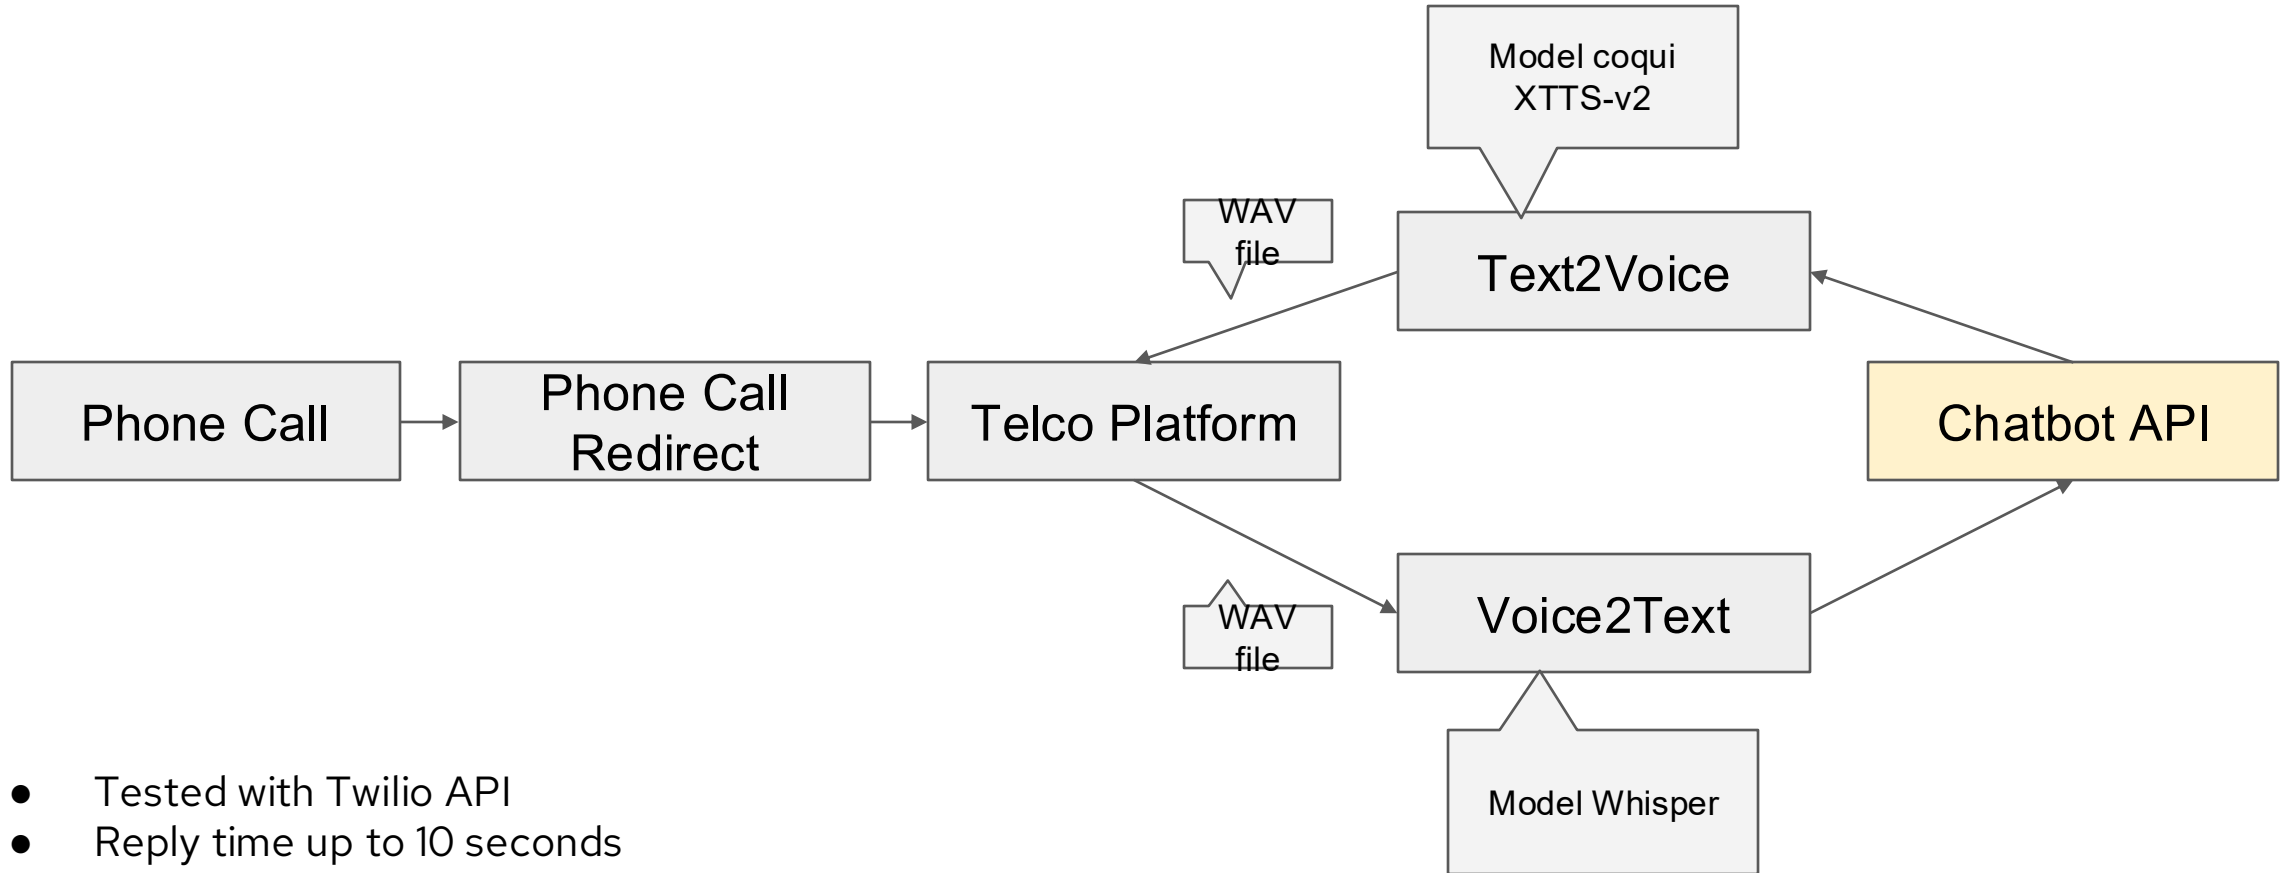 Model coqui
XTTS-v2
WAV
file
Text2Voice
Phone Call
Phone Call
Redirect
Telco Platform
Chatbot API
WAV
file
Voice2Text
Model Whisper
● Tested with Twilio API
● Reply time up to 10 seconds